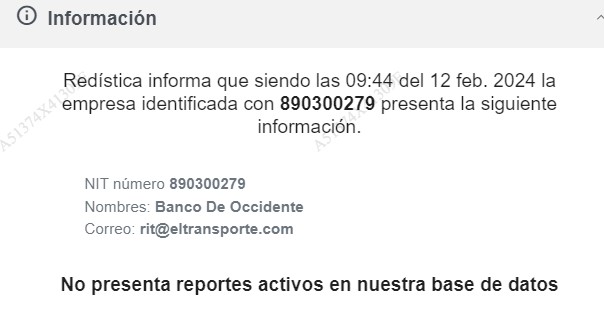 Información
Redística informa que siendo las 09:44 del 12 feb. 2024 la
empresa identificada con 890300279 presenta la siguiente
información.
NIT número 890300279
Nombres: Banco De Occidente
Correo: rit@eltransporte.com
No presenta reportes activos en nuestra base de datos